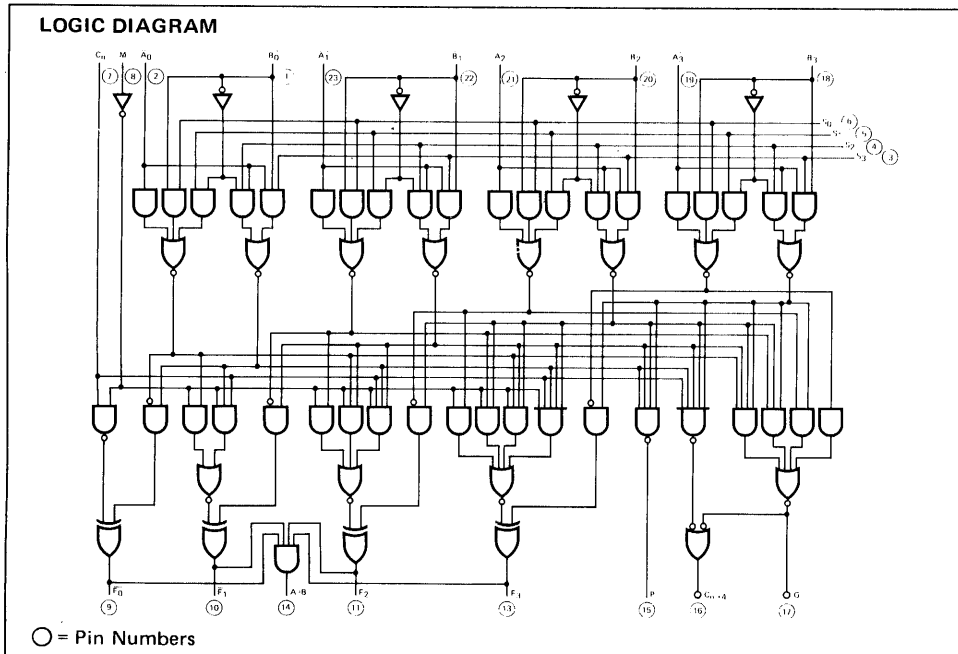 LOGIC DIAGRAM
Cn M A0 B0 A1 B1 A2 B2 A3 B3
7 8 2 1 23 22 21 20 19 18
S0 6
5
S2 4
S3 3
F0 F1 A=B F2 F3 P Cn+4 G
9 10 14 11 13 15 16 17
= Pin Numbers